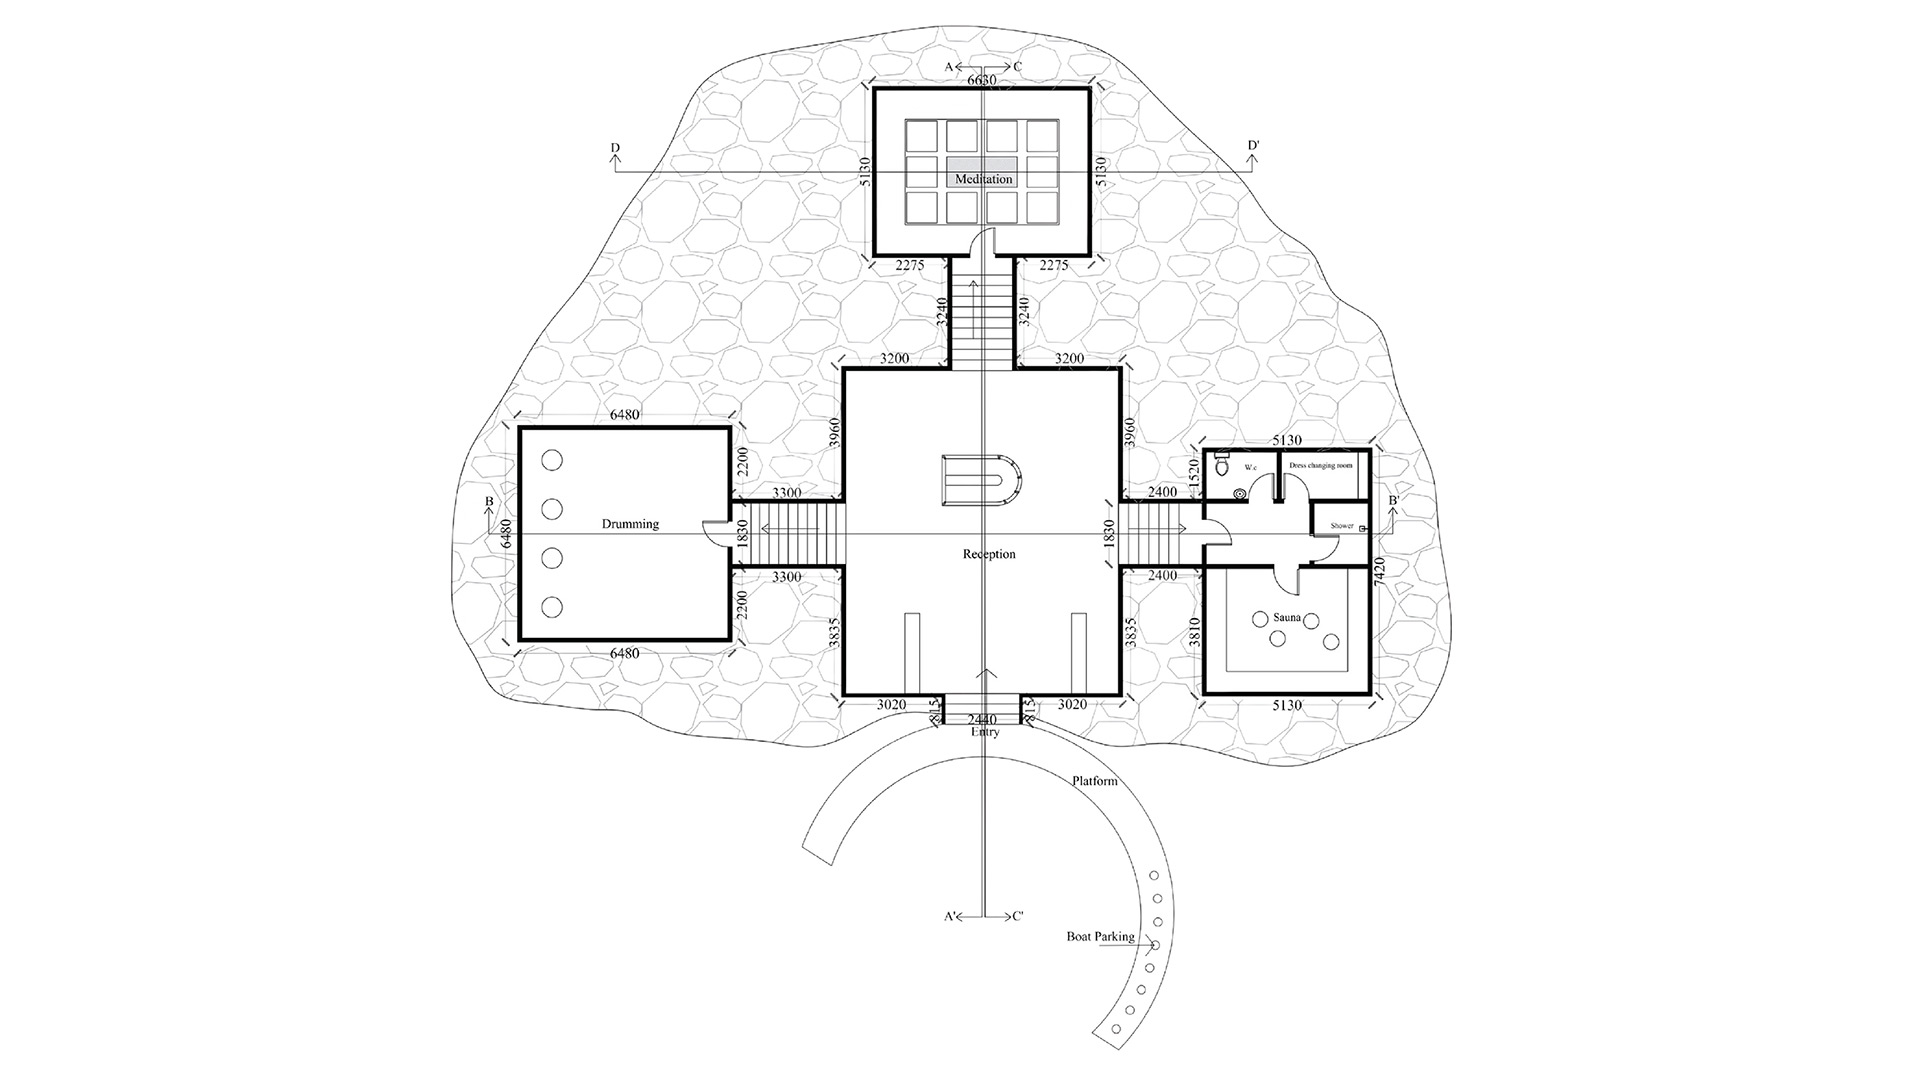 A C
6630
D D'
5130 Meditation 5130
2275 2275
3240 3240
3200 3200
6480
3960 3960
5130
2200
1520
W.c Dress changing room
3300 2400
B B'
6480 Drumming 1830 1830 Shower
Reception
3300 2400 7420
2200
3835 3835 3810 Sauna
6480
3020 815 2440 815 3020 5130
Entry
Platform
A' C'
Boat Parking